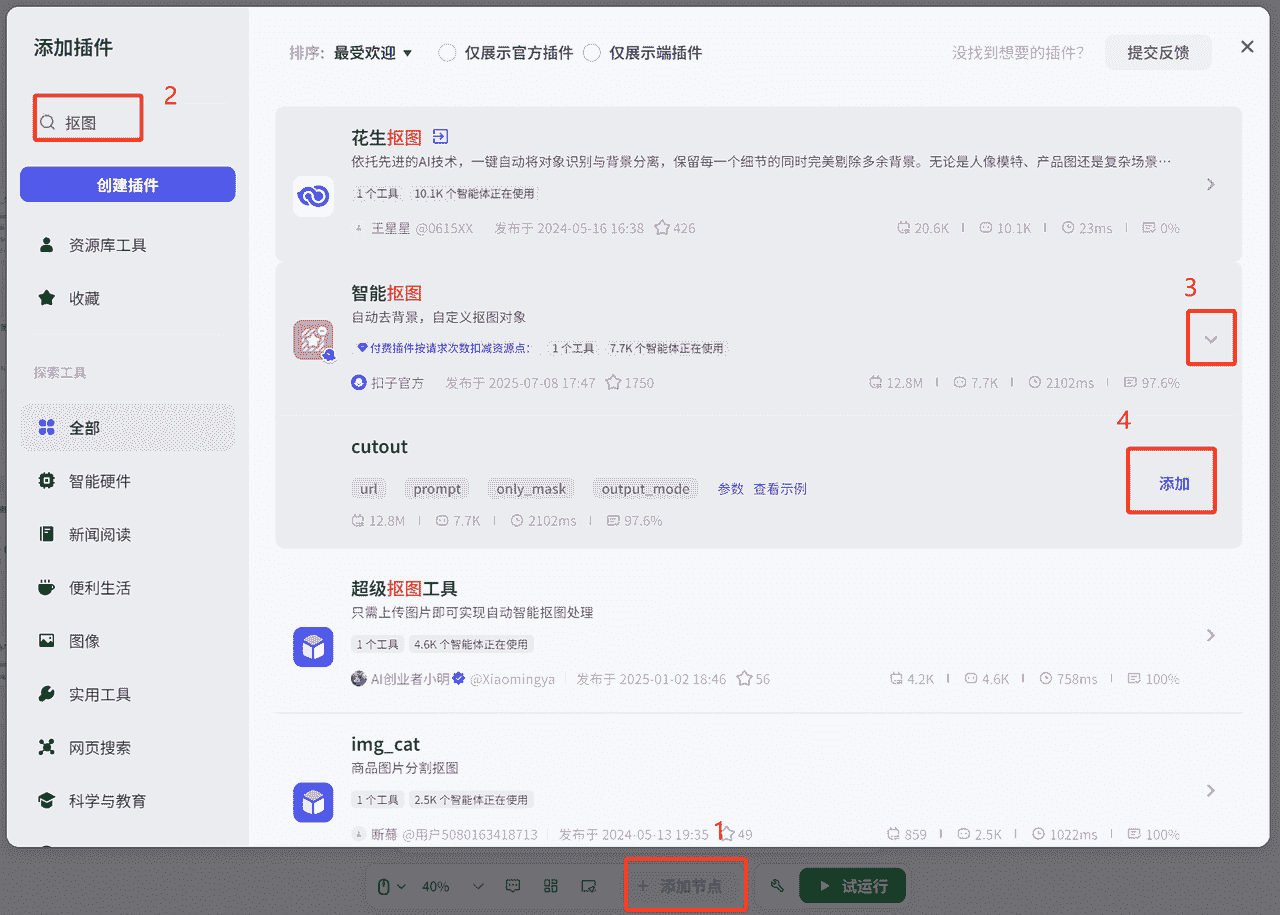 添加插件
2
抠图
创建插件
资源库工具
收藏
探索工具
全部
智能硬件
新闻阅读
便利生活
图像
实用工具
网页搜索
科学与教育
排序: 最受欢迎 仅展示官方插件 仅展示端插件 没找到想要的插件? 提交反馈
花生抠图
依托先进的AI技术，一键自动将对象识别与背景分离，保留每一个细节的同时完美剔除多余背景。无论是人像模特、产品图还是复杂场景…
1 个工具 10.1K 个智能体正在使用
王星星 @0615XX 发布于 2024-05-16 16:38 426 20.6K 10.1K 23ms 0%
智能抠图
3
自动去背景，自定义抠图对象
付费插件按请求次数扣减资源点: 1 个工具 7.7K 个智能体正在使用
扣子官方 发布于 2025-07-08 17:47 1750 12.8M 7.7K 2102ms 97.6%
4
cutout
url prompt only_mask output_mode 参数 查看示例
添加
12.8M 7.7K 2102ms 97.6%
超级抠图工具
只需上传图片即可实现自动智能抠图处理
1 个工具 4.6K 个智能体正在使用
AI创业者小明 @Xiaomingya 发布于 2025-01-02 18:46 56 4.2K 4.6K 758ms 100%
img_cat
商品图片分割抠图
1 个工具 2.5K 个智能体正在使用
@用户5080163418713 发布于 2024-05-13 19:35 49 859 2.5K 1022ms 100%
1
40% + 添加节点 试运行